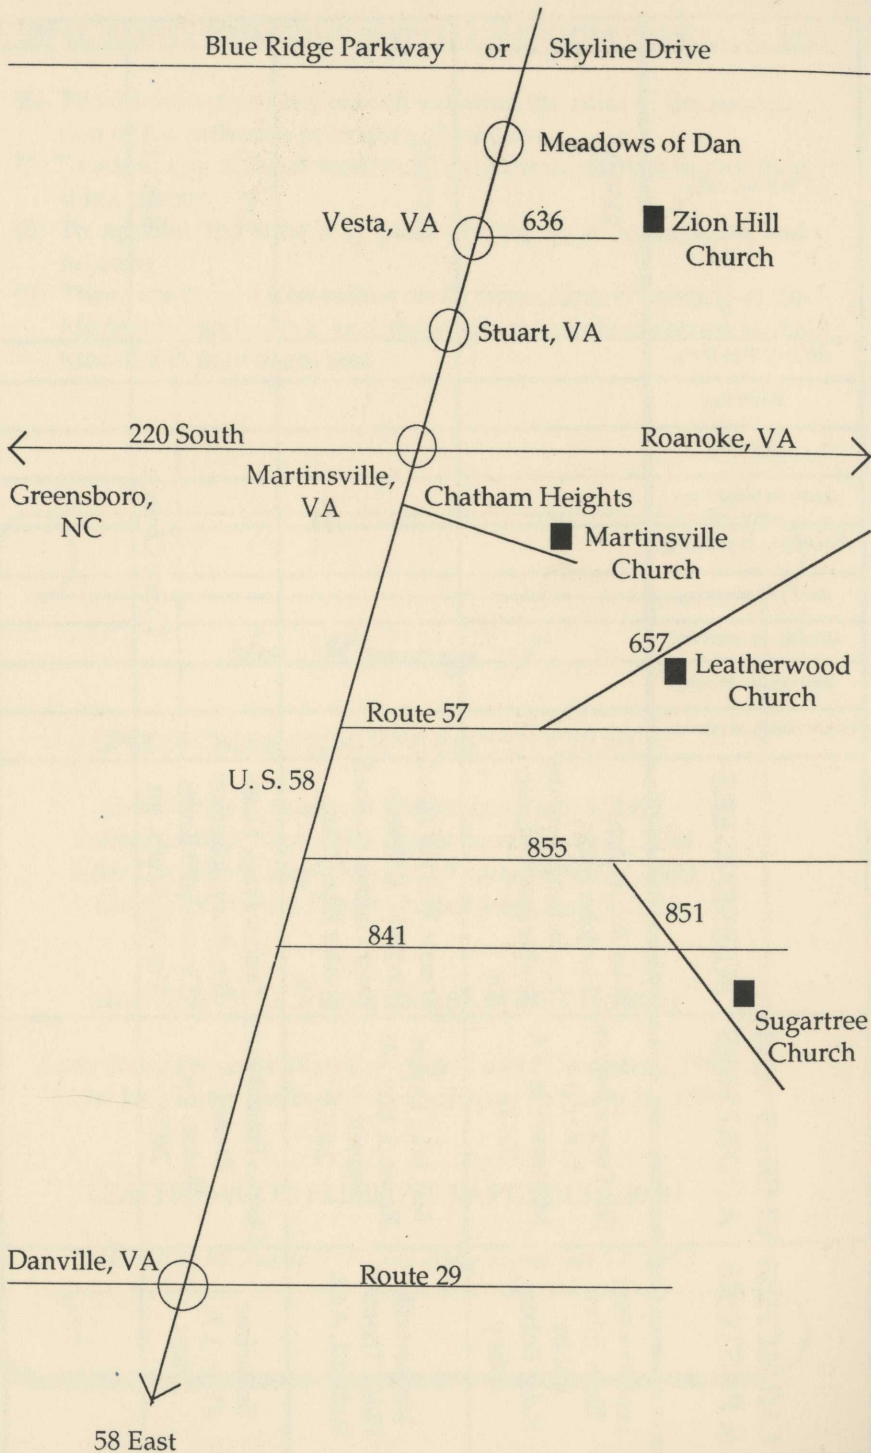 Blue Ridge Parkway or Skyline Drive
Meadows of Dan
Vesta, VA
636
Zion Hill
Church
Stuart, VA
220 South
Roanoke, VA
Greensboro,
NC
Martinsville,
VA
Chatham Heights
Martinsville
Church
657
Leatherwood
Church
Route 57
U. S. 58
855
851
841
Sugartree
Church
Danville, VA
Route 29
58 East